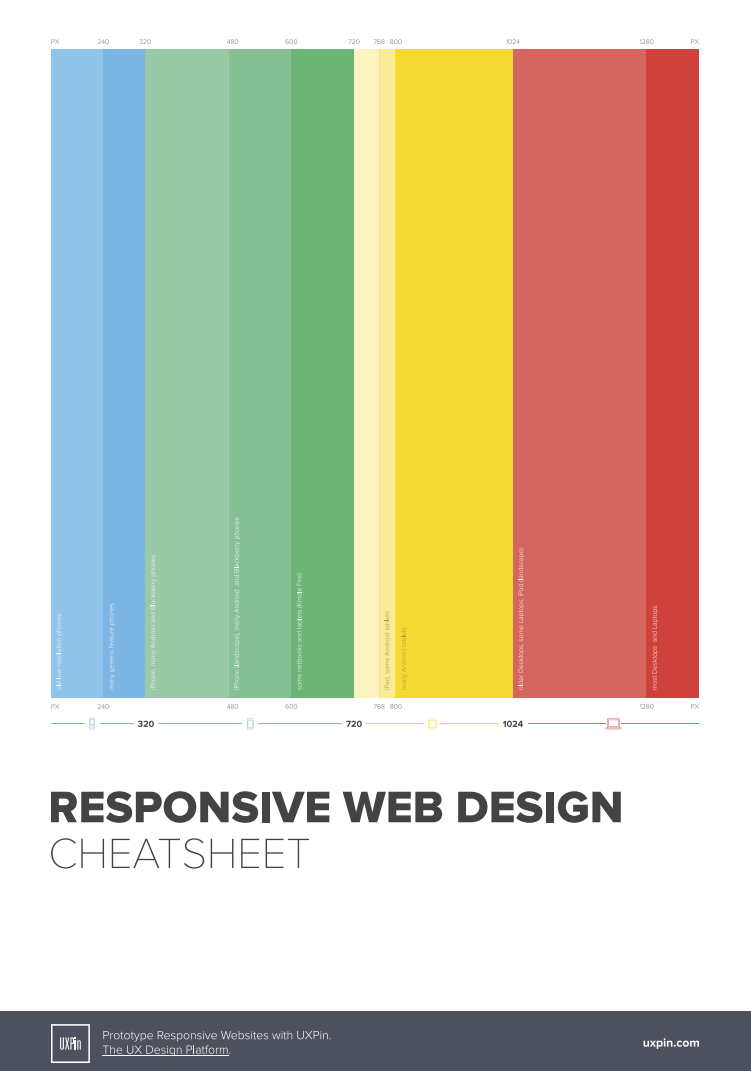 PX 240 320 480 600 720 768 800 1024 1280 PX
old low resolution phones
many generic feature phones
iPhone, many Android and Blackberry phones
iPhone (landscape), many Android and Blackberry phones
some netbooks and tablets (Kindle Fire)
iPad, some Android tablets
many Android tablets
older Desktops, some Laptops, iPad (landscape)
most Desktops and Laptops
PX 240 480 600 768 800 1280 PX
320 720 1024
RESPONSIVE WEB DESIGN
CHEATSHEET
UXPin
Prototype Responsive Websites with UXPin.
The UX Design Platform.
uxpin.com